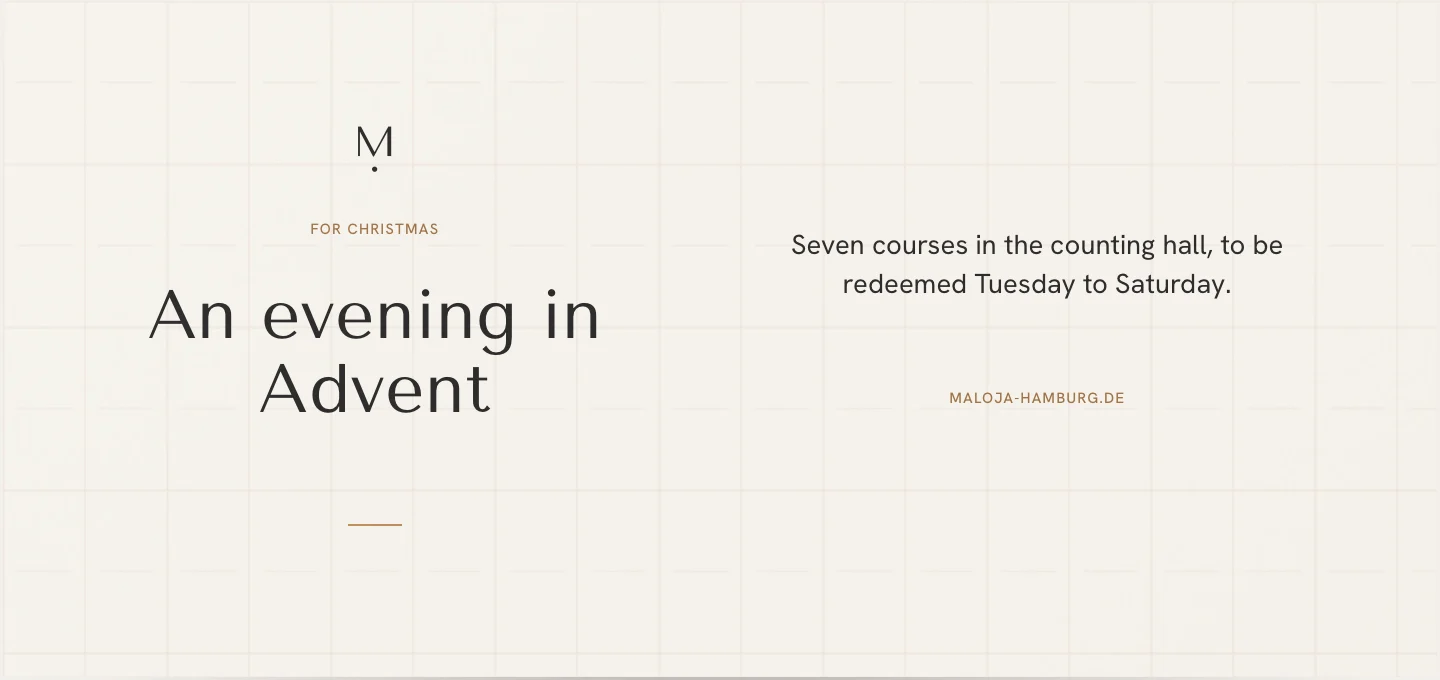 M
FOR CHRISTMAS
An evening in
Advent
Seven courses in the counting hall, to be
redeemed Tuesday to Saturday.
MALOJA-HAMBURG.DE